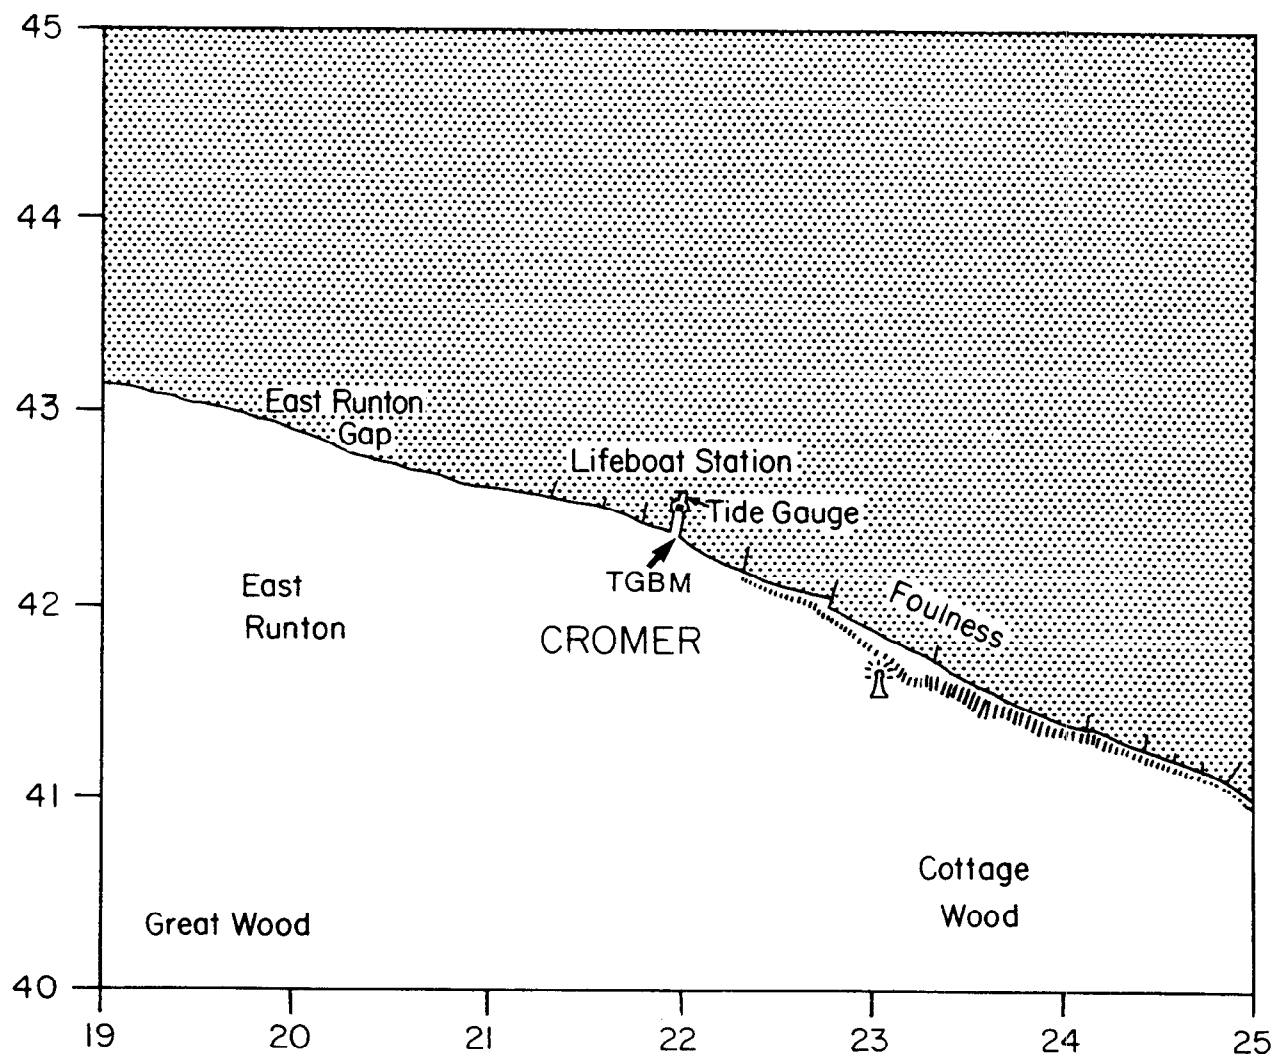 45
44
43
42
41
40
East Runton
Gap
Lifeboat Station
Tide Gauge
TGBM
East
Runton
CROMER
Foulness
Cottage
Wood
Great Wood
19
20
21
22
23
24
25